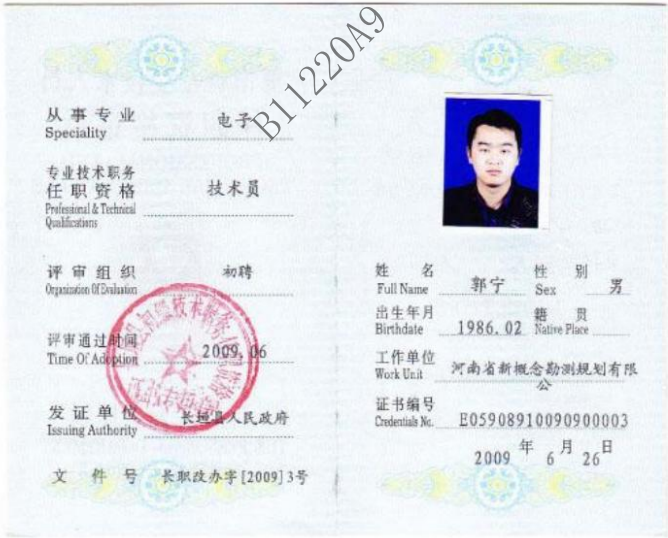 B11220A9
从事专业 电子
Speciality
专业技术职务
任职资格 技术员
Professional & Technical
Qualifications
评审组织 初聘
Organization Of Evaluation
评审通过时间 2009.06
Time Of Adoption
发证单位 长垣县人民政府
Issuing Authority
文件号 长职改办字[2009]3号
姓名 郭宁 性别 男
Full Name Sex
出生年月 1986.02 籍贯
Birthdate Native Place
工作单位 河南省新概念勘测规划有限
Work Unit 公
证书编号
Credentials No. E05908910090900003
2009 年 6 月 26 日